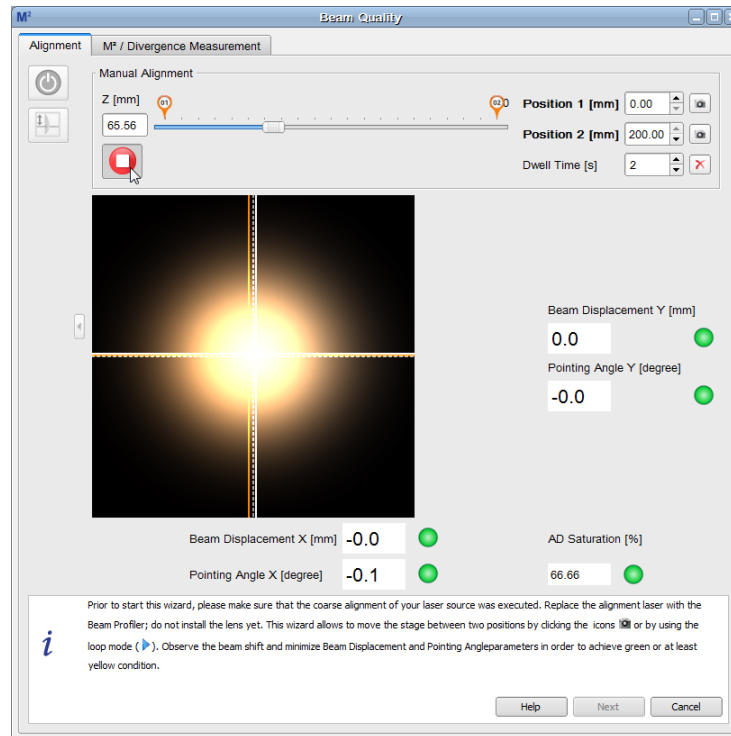 M² Beam Quality
Alignment M² / Divergence Measurement
Manual Alignment
Z [mm] 01 02 0 Position 1 [mm] 0.00
65.56 Position 2 [mm] 200.00
Dwell Time [s] 2
Beam Displacement Y [mm]
0.0
Pointing Angle Y [degree]
-0.0
Beam Displacement X [mm] -0.0 AD Saturation [%]
Pointing Angle X [degree] -0.1 66.66
Prior to start this wizard, please make sure that the coarse alignment of your laser source was executed. Replace the alignment laser with the
Beam Profiler; do not install the lens yet. This wizard allows to move the stage between two positions by clicking the icons or by using the
loop mode ( ). Observe the beam shift and minimize Beam Displacement and Pointing Angleparameters in order to achieve green or at least
yellow condition.
i
Help Next Cancel